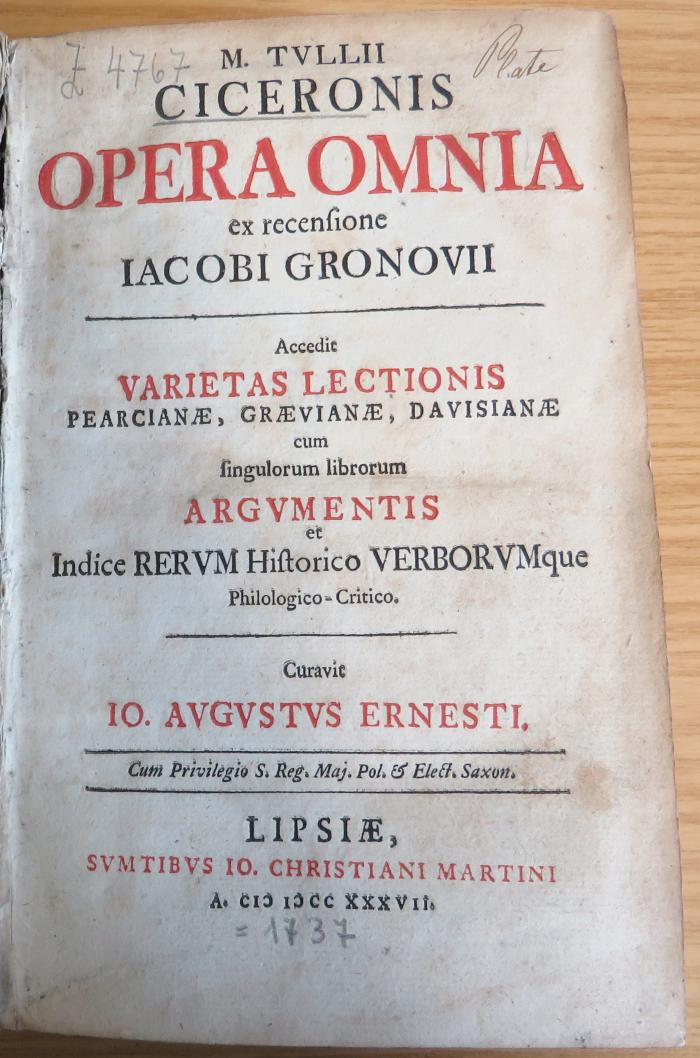 Z 4767
Plate
M. TVLLII
CICERONIS
OPERA OMNIA
ex recenſione
IACOBI GRONOVII
Accedit
VARIETAS LECTIONIS
PEARCIANÆ, GRÆVIANÆ, DAVISIANÆ
cum
ſingulorum librorum
ARGVMENTIS
et
Indice RERVM Hiſtorico VERBORVMque
Philologico-Critico.
Curavit
IO. AVGVSTVS ERNESTI.
Cum Privilegio S. Reg. Maj. Pol. & Elect. Saxon.
LIPSIÆ,
SVMTIBVS IO. CHRISTIANI MARTINI
A. CIↃ IↃCC XXXVII.
= 1737